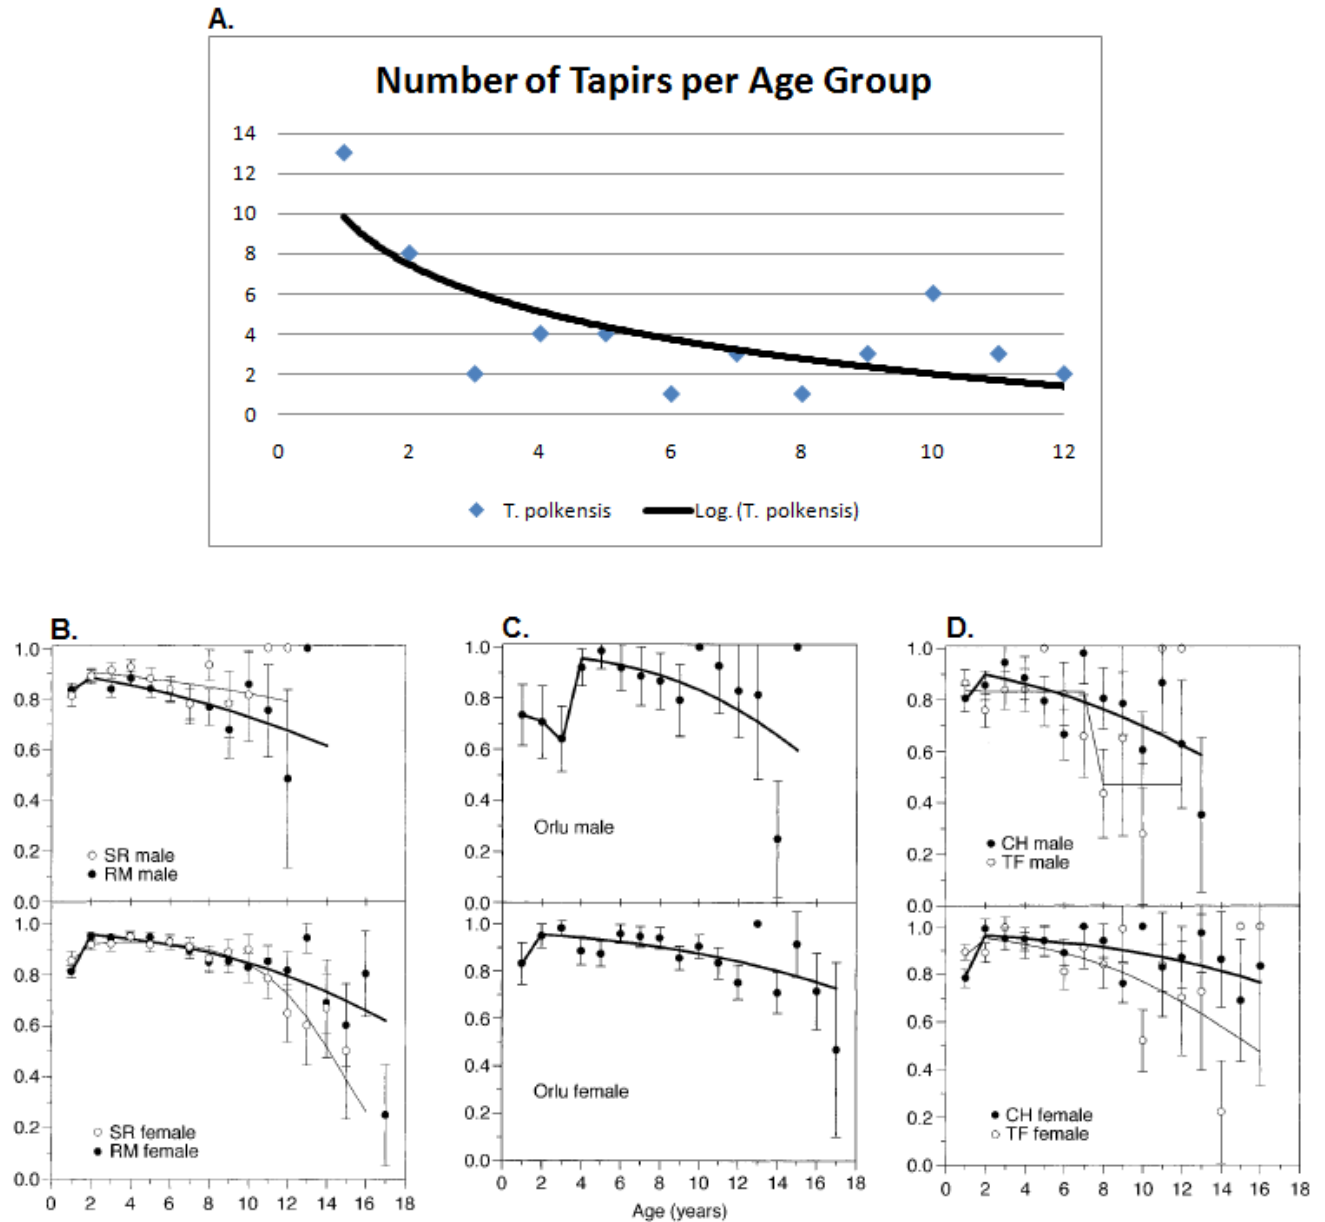 A.
Number of Tapirs per Age Group
14
12
10
8
6
4
2
0
0 2 4 6 8 10 12
T. polkensis Log. (T. polkensis)
B.
1.0
0.8
0.6
0.4
0.2
0.0
SR male
RM male
1.0
0.8
0.6
0.4
0.2
0.0
SR female
RM female
0 2 4 6 8 10 12 14 16 18
C.
1.0
0.8
0.6
0.4
0.2
0.0
Orlu male
1.0
0.8
0.6
0.4
0.2
0.0
Orlu female
0 2 4 6 8 10 12 14 16 18
Age (years)
D.
1.0
0.8
0.6
0.4
0.2
0.0
CH male
TF male
1.0
0.8
0.6
0.4
0.2
0.0
CH female
TF female
0 2 4 6 8 10 12 14 16 18